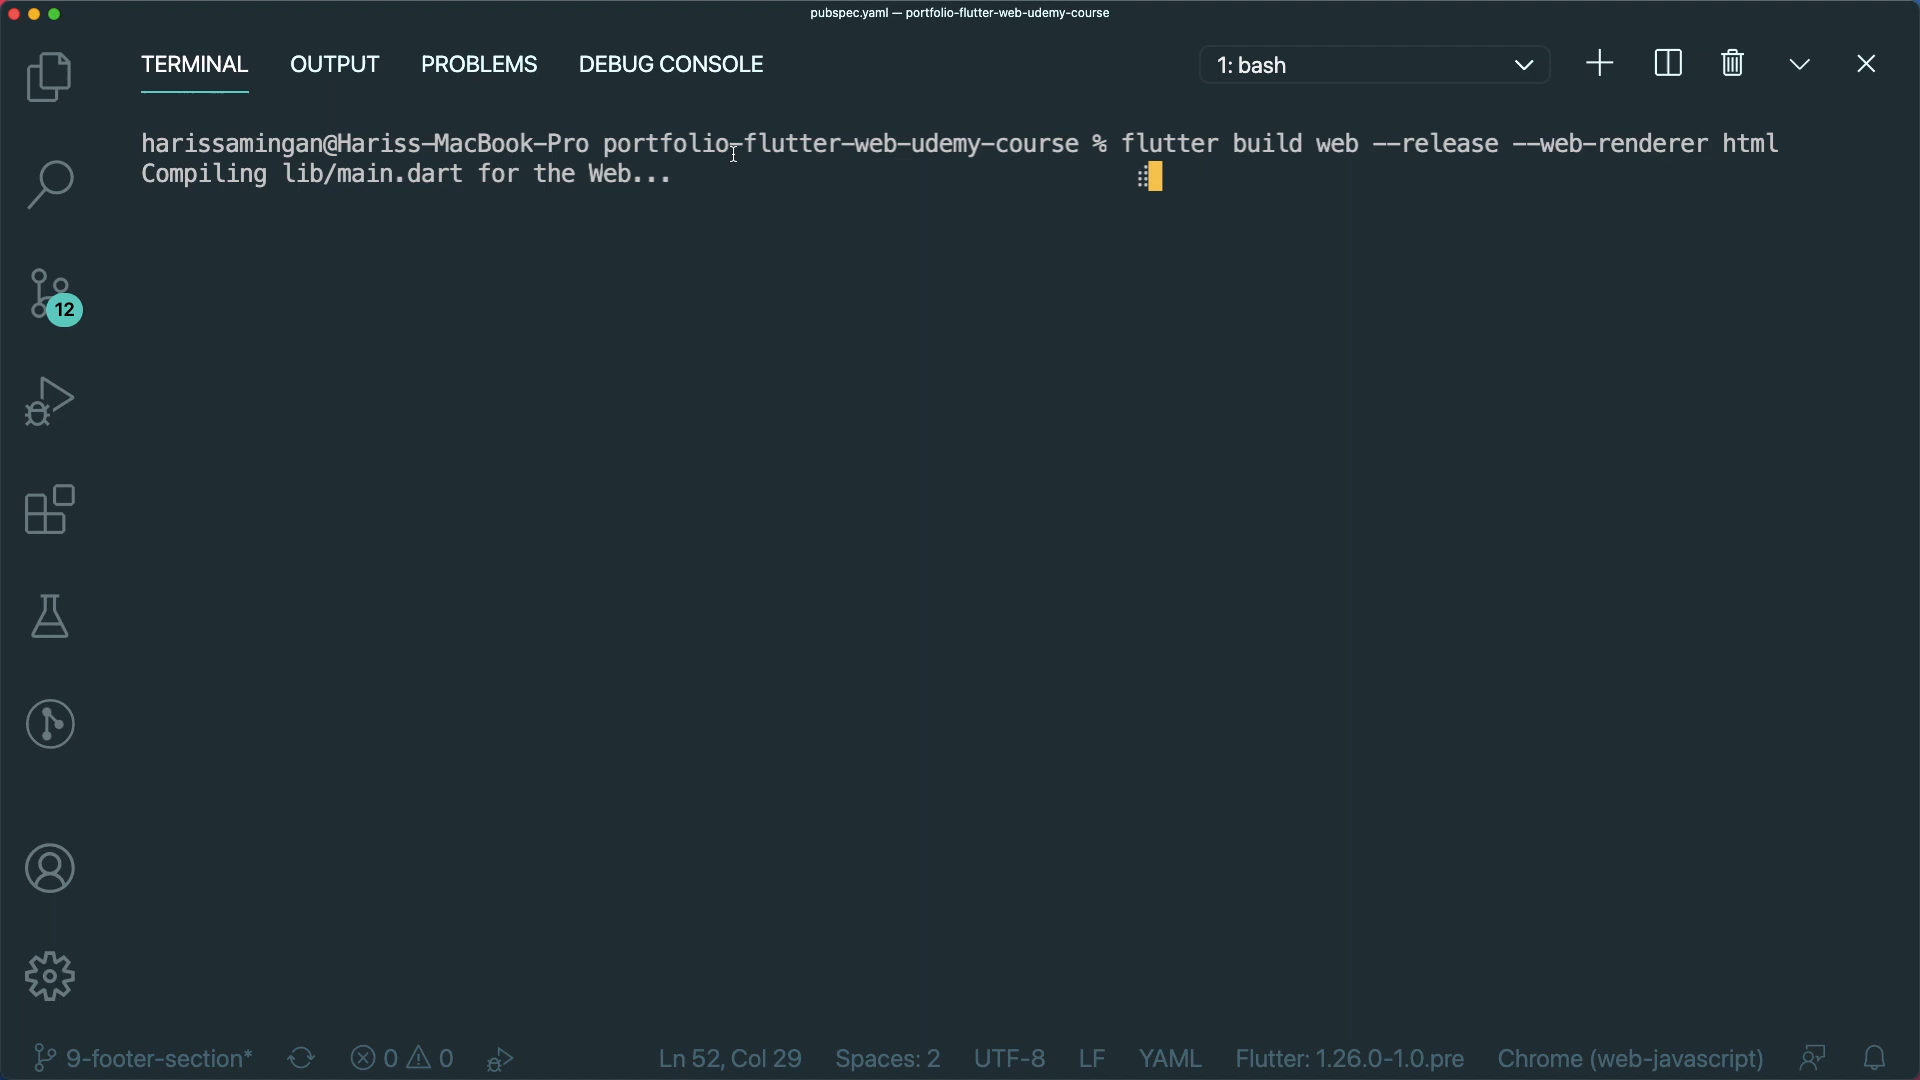 pubspec.yaml — portfolio-flutter-web-udemy-course
TERMINAL OUTPUT PROBLEMS DEBUG CONSOLE 1: bash
harissamingan@Hariss-MacBook-Pro portfolio-flutter-web-udemy-course % flutter build web --release --web-renderer html
Compiling lib/main.dart for the Web...
12
9-footer-section* 0 0 Ln 52, Col 29 Spaces: 2 UTF-8 LF YAML Flutter: 1.26.0-1.0.pre Chrome (web-javascript)